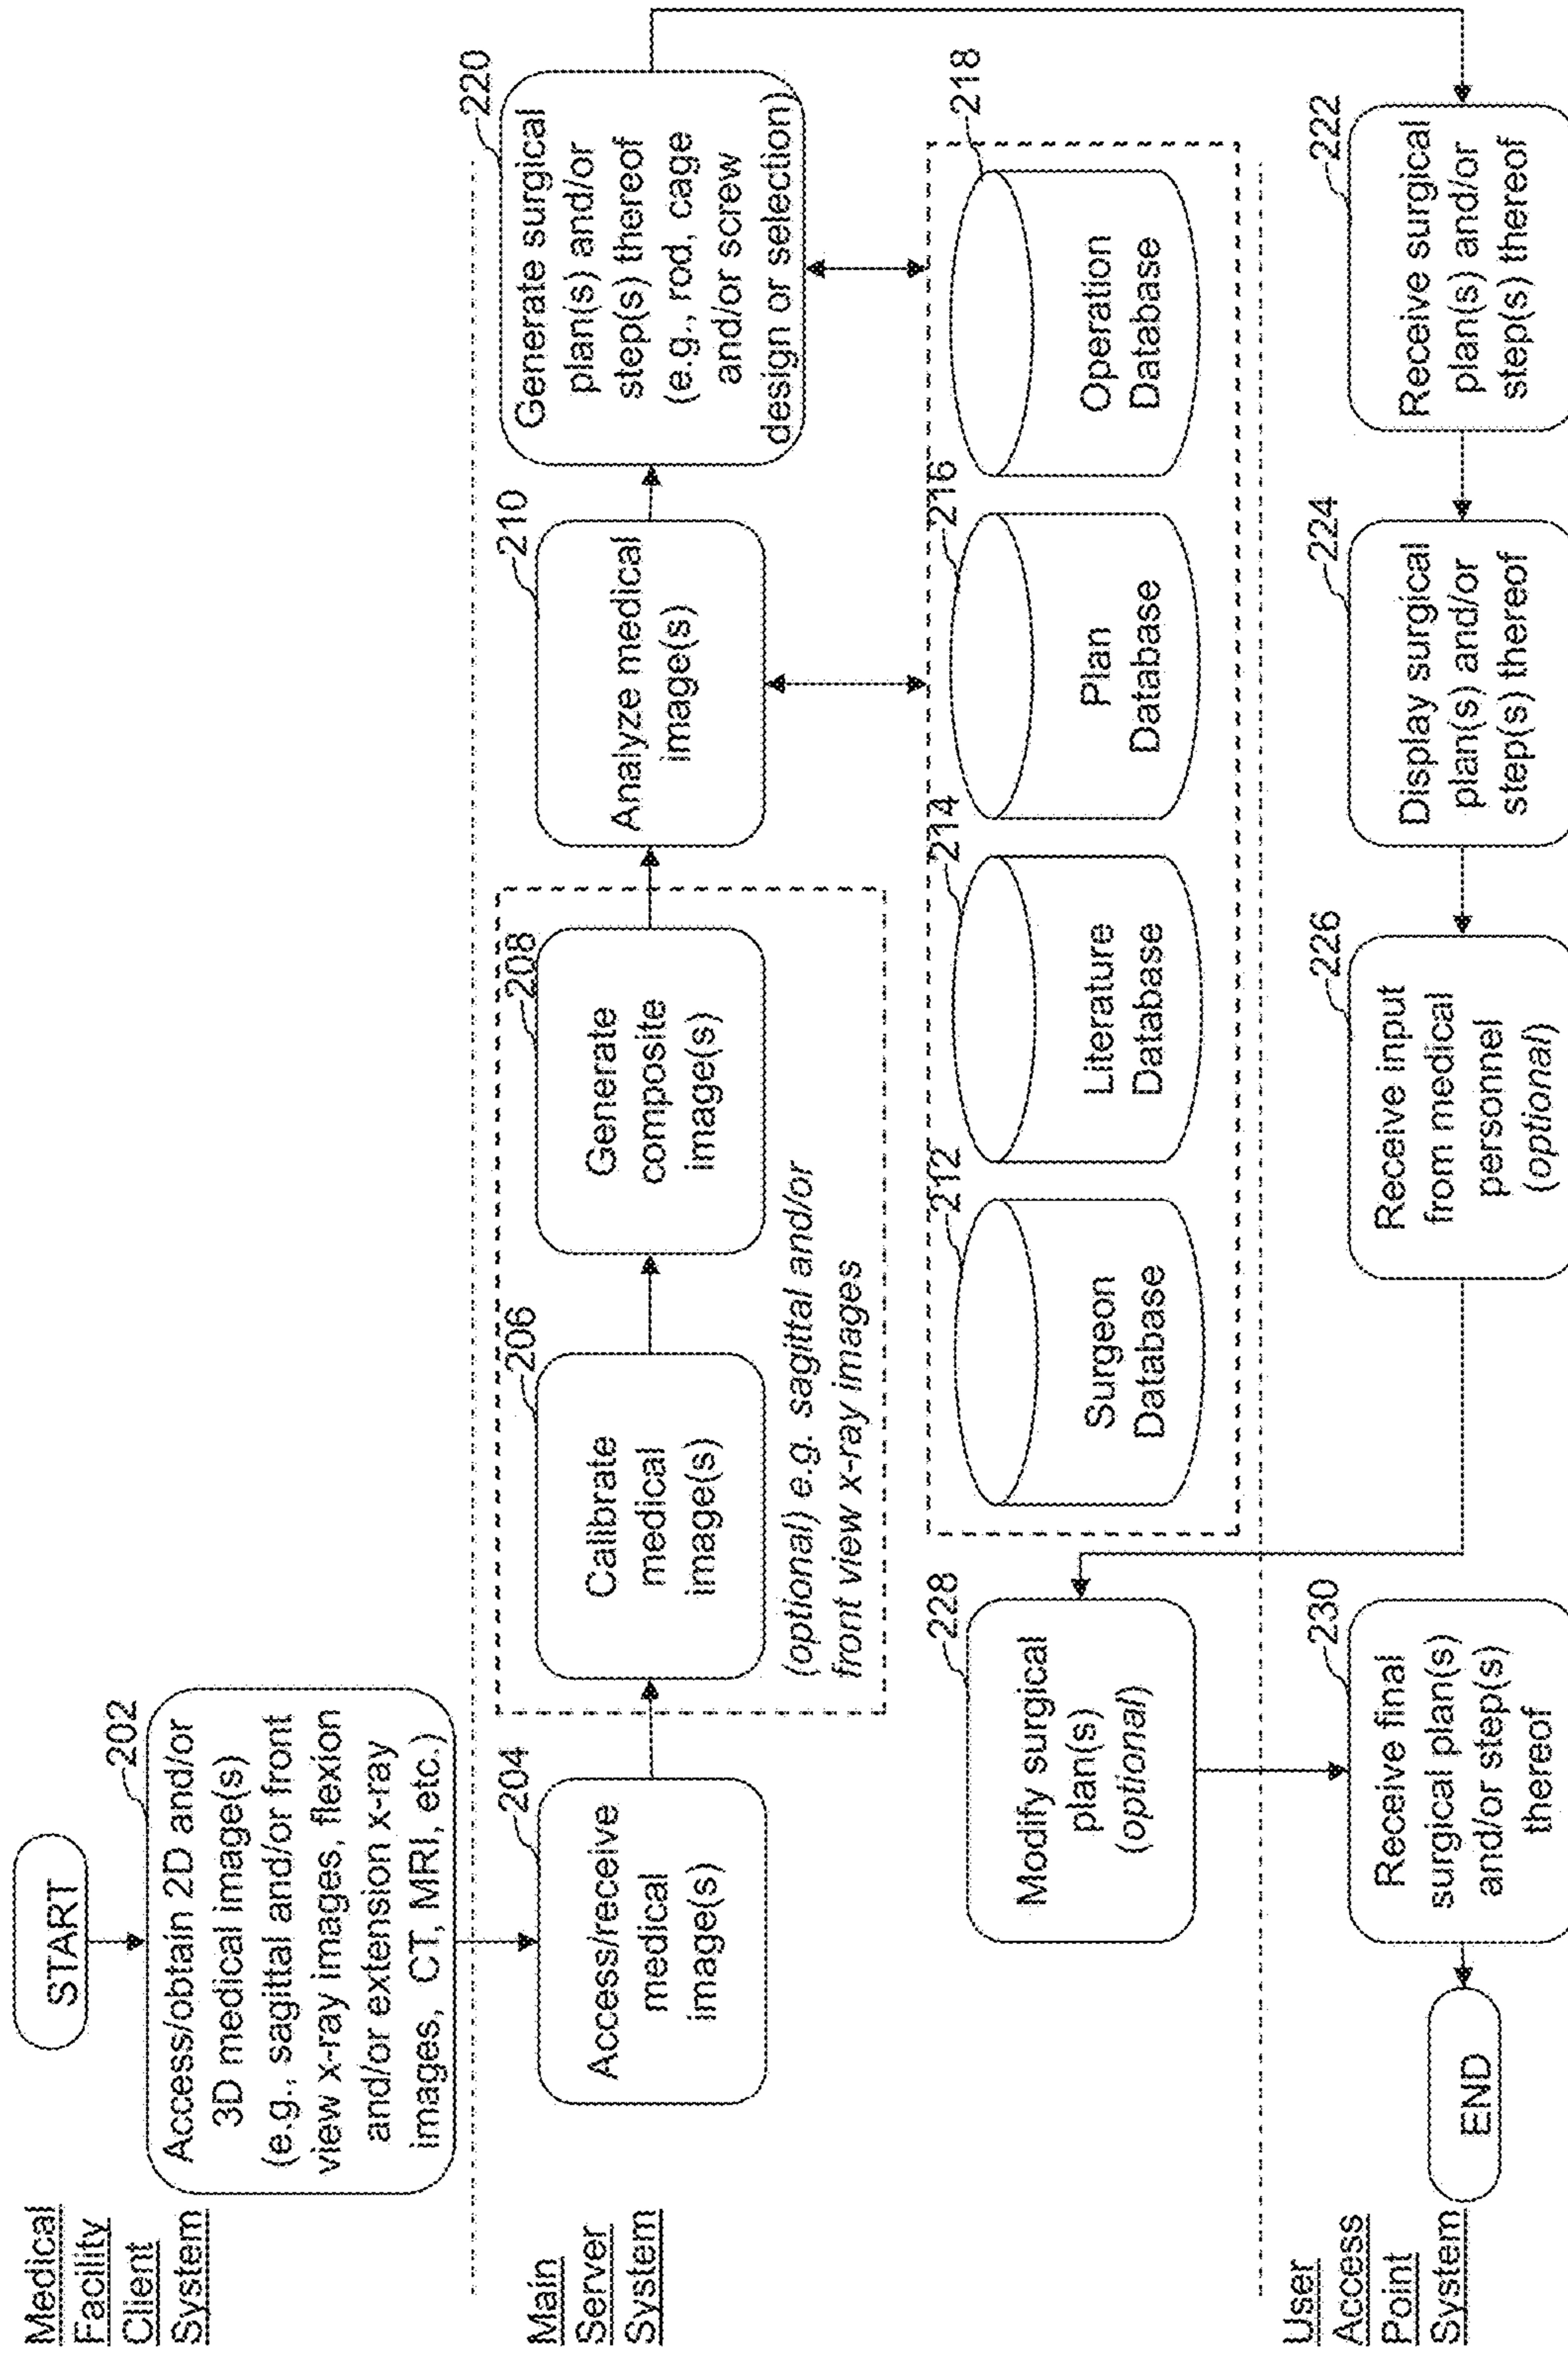 Medical
Facility
Client
System
START
202
Access/obtain 2D and/or
3D medical image(s)
(e.g., sagittal and/or front
view x-ray images, flexion
and/or extension x-ray
images, CT, MRI, etc.)
Main
Server
System
204
Access/receive
medical
image(s)
206
Calibrate
medical
image(s)
208
Generate
composite
image(s)
(optional) e.g. sagittal and/or
front view x-ray images
210
Analyze medical
image(s)
220
Generate surgical
plan(s) and/or
step(s) thereof
(e.g., rod, cage
and/or screw
design or selection)
212
Surgeon
Database
214
Literature
Database
216
Plan
Database
218
Operation
Database
228
Modify surgical
plan(s)
(optional)
User
Access
Point
System
222
Receive surgical
plan(s) and/or
step(s) thereof
224
Display surgical
plan(s) and/or
step(s) thereof
226
Receive input
from medical
personnel
(optional)
230
Receive final
surgical plan(s)
and/or step(s)
thereof
END